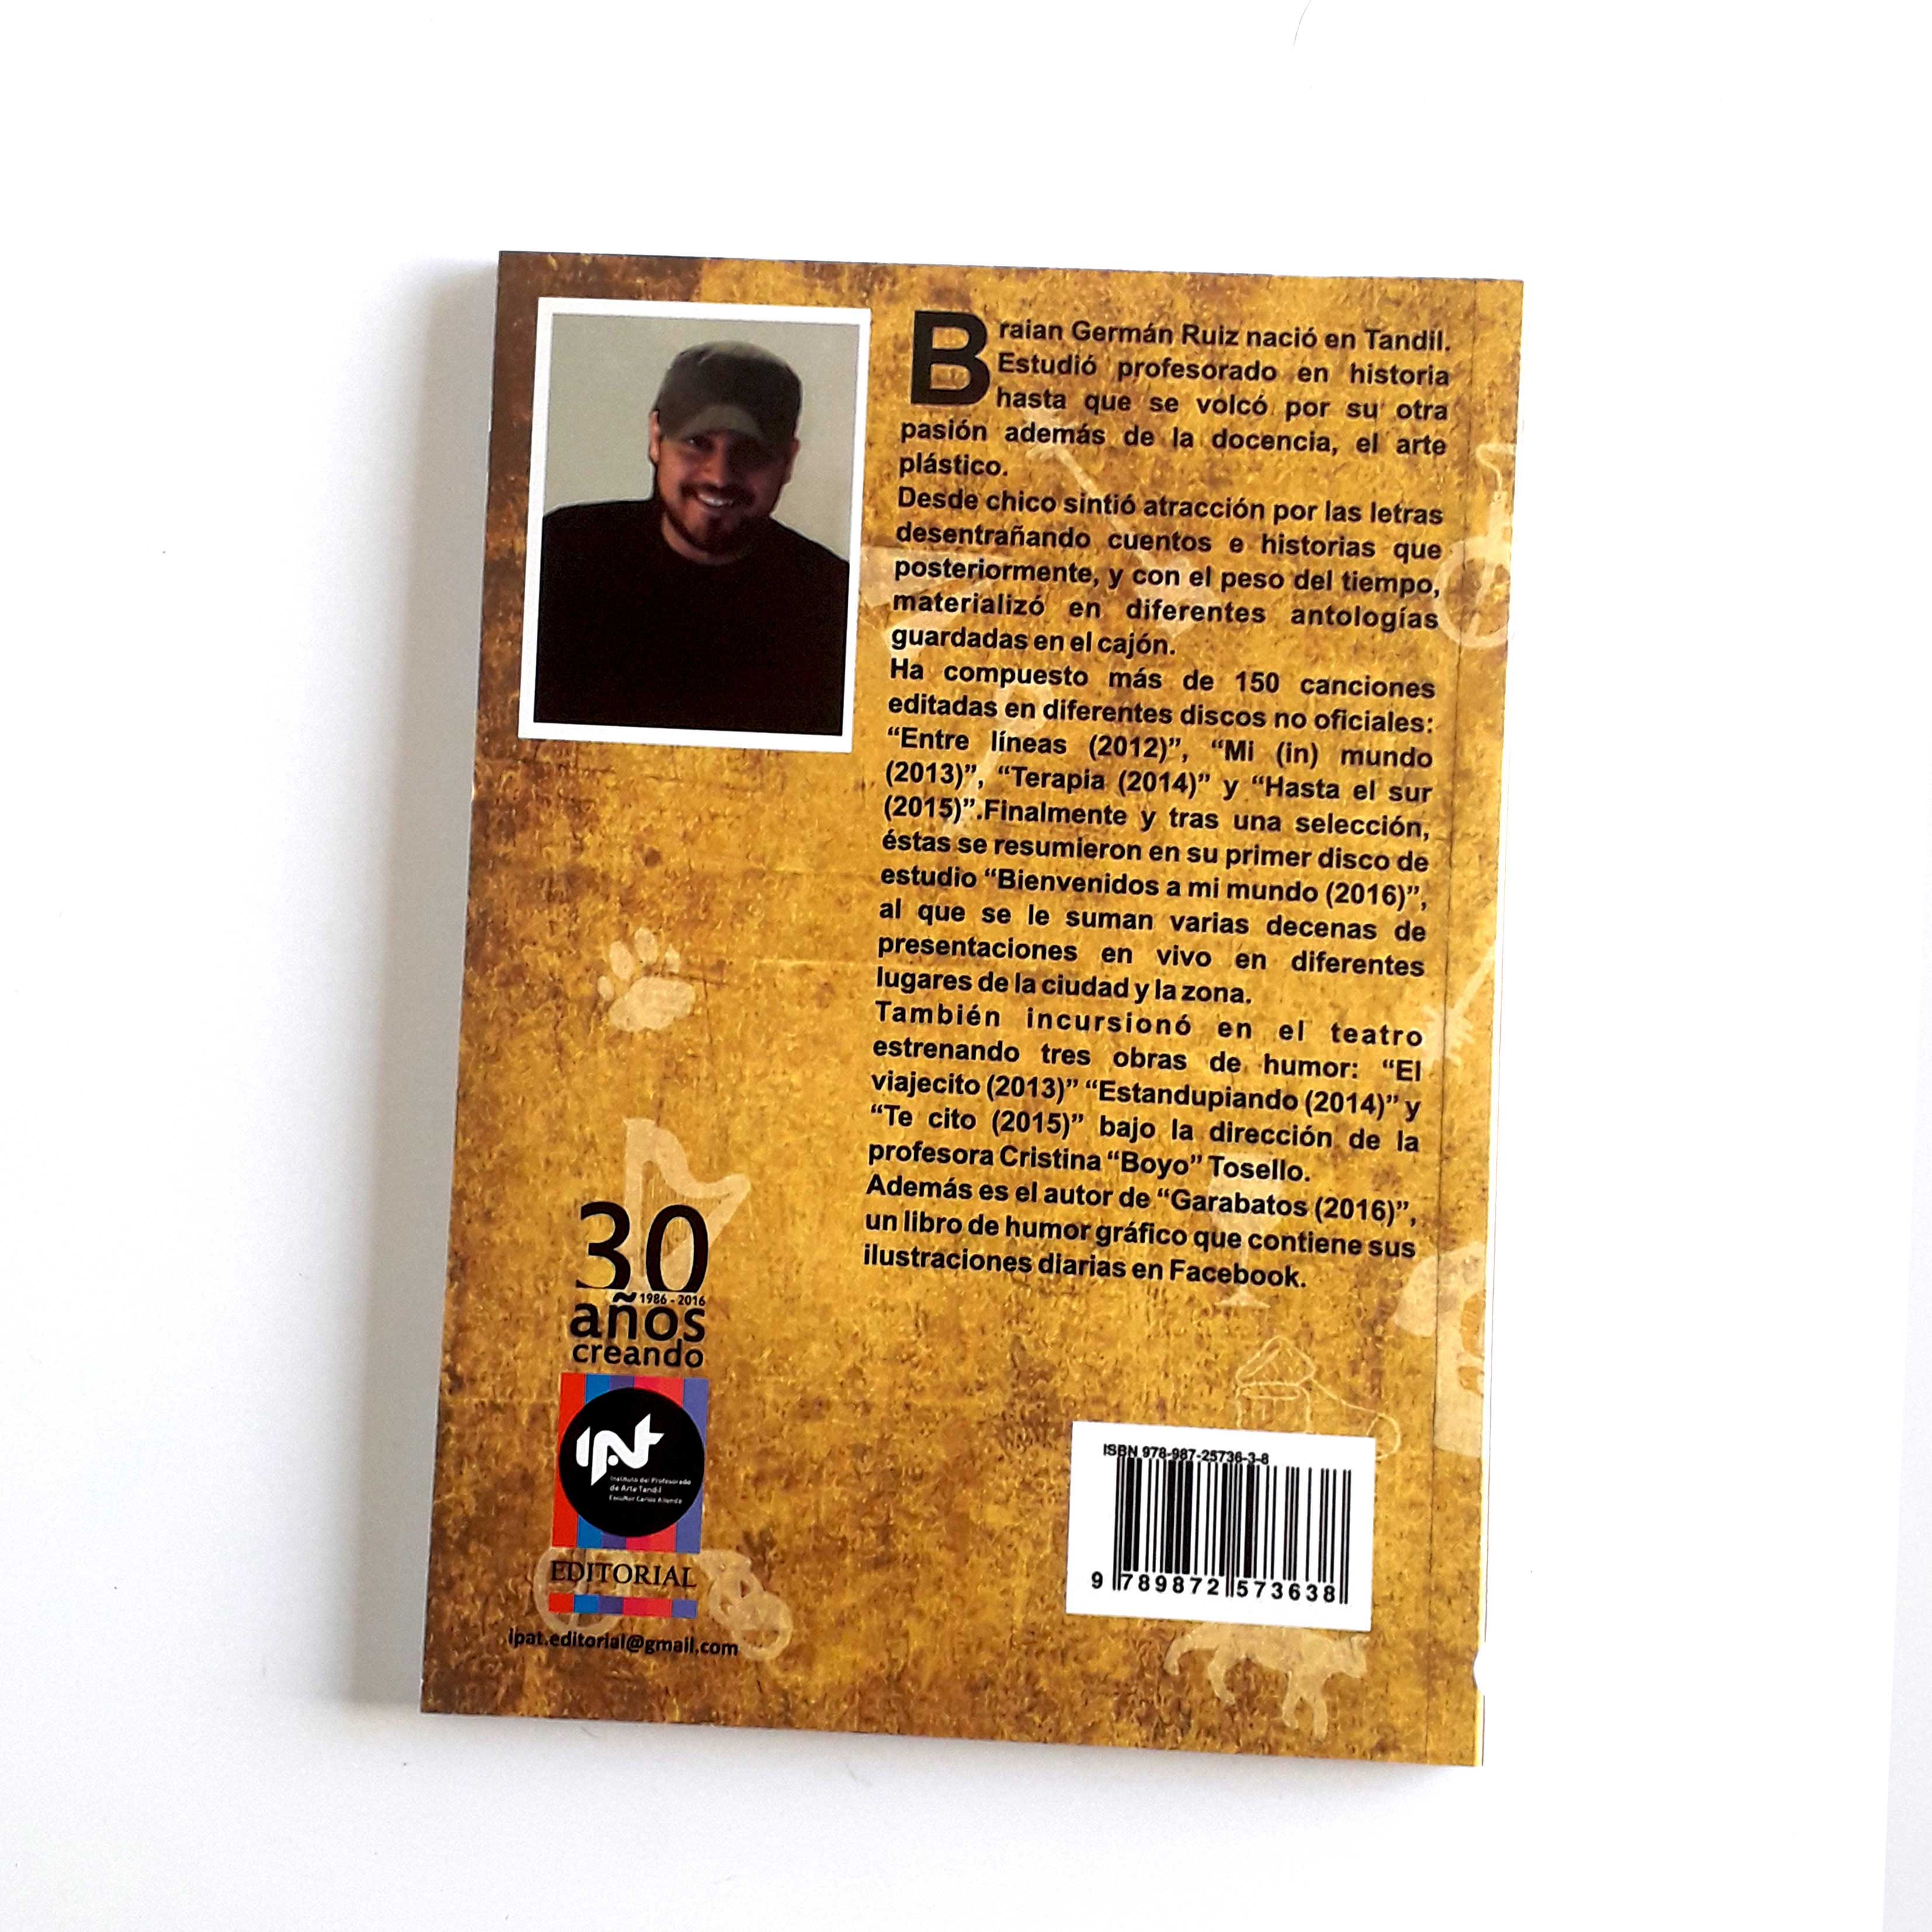 Braian Germán Ruiz nació en Tandil.
Estudió profesorado en historia
hasta que se volcó por su otra
pasión además de la docencia, el arte
plástico.
Desde chico sintió atracción por las letras
desentrañando cuentos e historias que
posteriormente, y con el peso del tiempo,
materializó en diferentes antologías
guardadas en el cajón.
Ha compuesto más de 150 canciones
editadas en diferentes discos no oficiales:
“Entre líneas (2012)”, “Mi (in) mundo
(2013)”, “Terapia (2014)” y “Hasta el sur
(2015)”.Finalmente y tras una selección,
éstas se resumieron en su primer disco de
estudio “Bienvenidos a mi mundo (2016)”,
al que se le suman varias decenas de
presentaciones en vivo en diferentes
lugares de la ciudad y la zona.
También incursionó en el teatro
estrenando tres obras de humor: “El
viajecito (2013)” “Estandupiando (2014)” y
“Te cito (2015)” bajo la dirección de la
profesora Cristina “Boyo” Tosello.
Además es el autor de “Garabatos (2016)”,
un libro de humor gráfico que contiene sus
ilustraciones diarias en Facebook.
30
1986 - 2016
años
creando
ipat
Instituto del Profesorado
de Arte Tandil
Escultor Carlos Allende
EDITORIAL
ipat.editorial@gmail.com
ISBN 978-987-25736-3-8
9 789872 573638